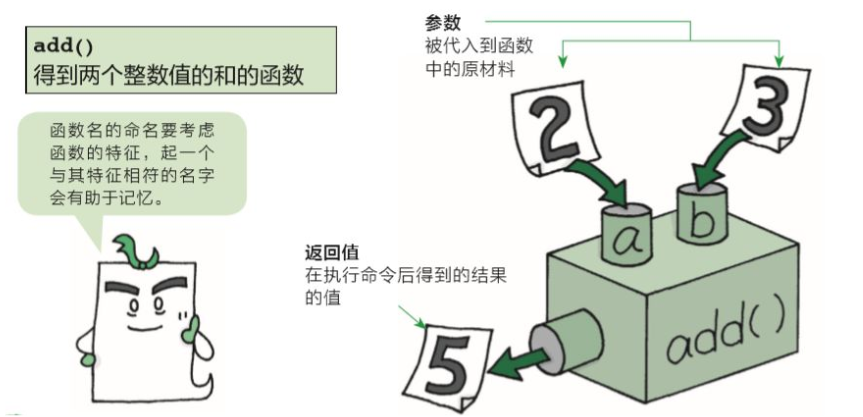 add()
得到两个整数值的和的函数
函数名的命名要考虑
函数的特征，起一个
与其特征相符的名字
会有助于记忆。
参数
被代入到函数
中的原材料
2
3
a
b
add()
返回值
在执行命令后得到的结果
的值
5